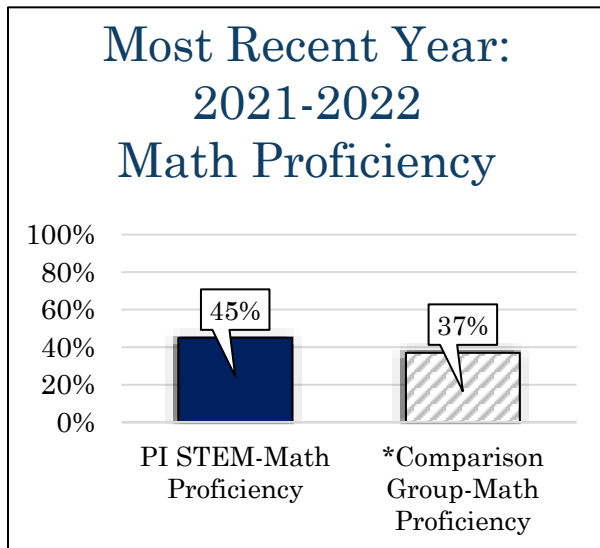 Most Recent Year:
2021-2022
Math Proficiency
100%
80%
60%
40%
20%
0%
45%
37%
PI STEM-Math
Proficiency
*Comparison
Group-Math
Proficiency